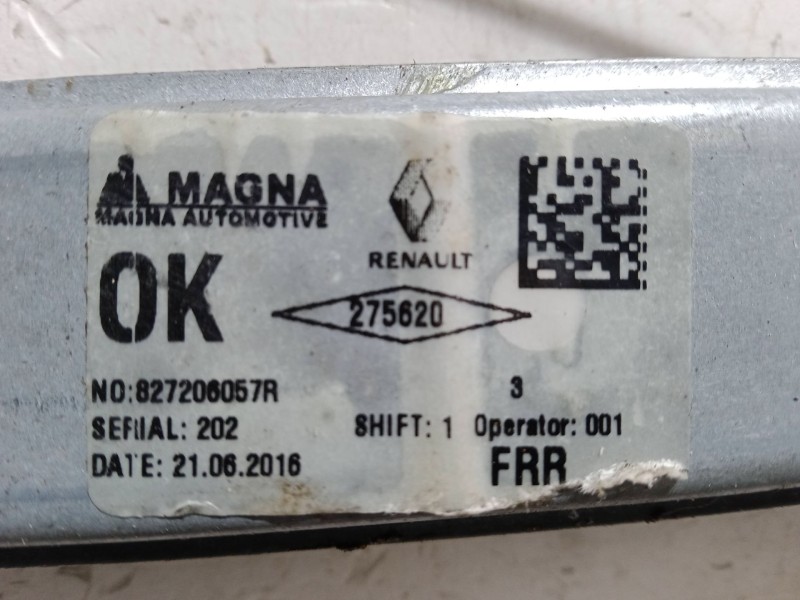 MAGNA
MAGNA AUTOMOTIVE
RENAULT
OK
275620
NO:827206057R 3
SERIAL: 202 SHIFT: 1 Operator: 001
DATE: 21.06.2016 FRR